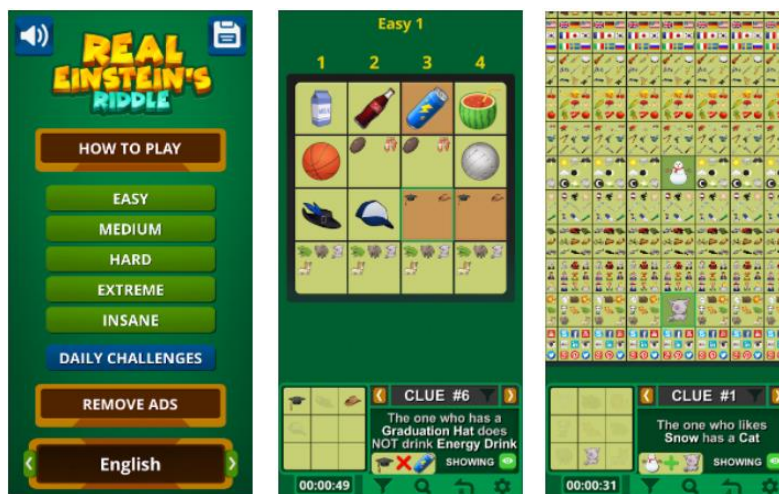 REAL
EINSTEIN'S
RIDDLE
HOW TO PLAY
EASY
MEDIUM
HARD
EXTREME
INSANE
DAILY CHALLENGES
REMOVE ADS
English
Easy 1
1 2 3 4
MILK
CLUE #6
The one who has a
Graduation Hat does
NOT drink Energy Drink
SHOWING
00:00:49
CLUE #1
The one who likes
Snow has a Cat
SHOWING
00:00:31